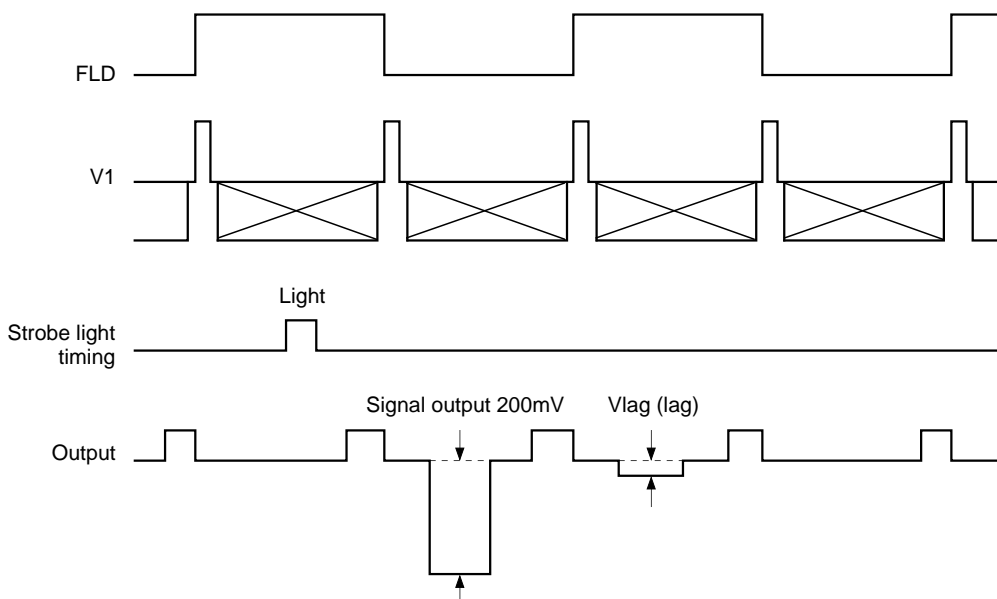 FLD
V1
Light
Strobe light
timing
Signal output 200mV
Vlag (lag)
Output